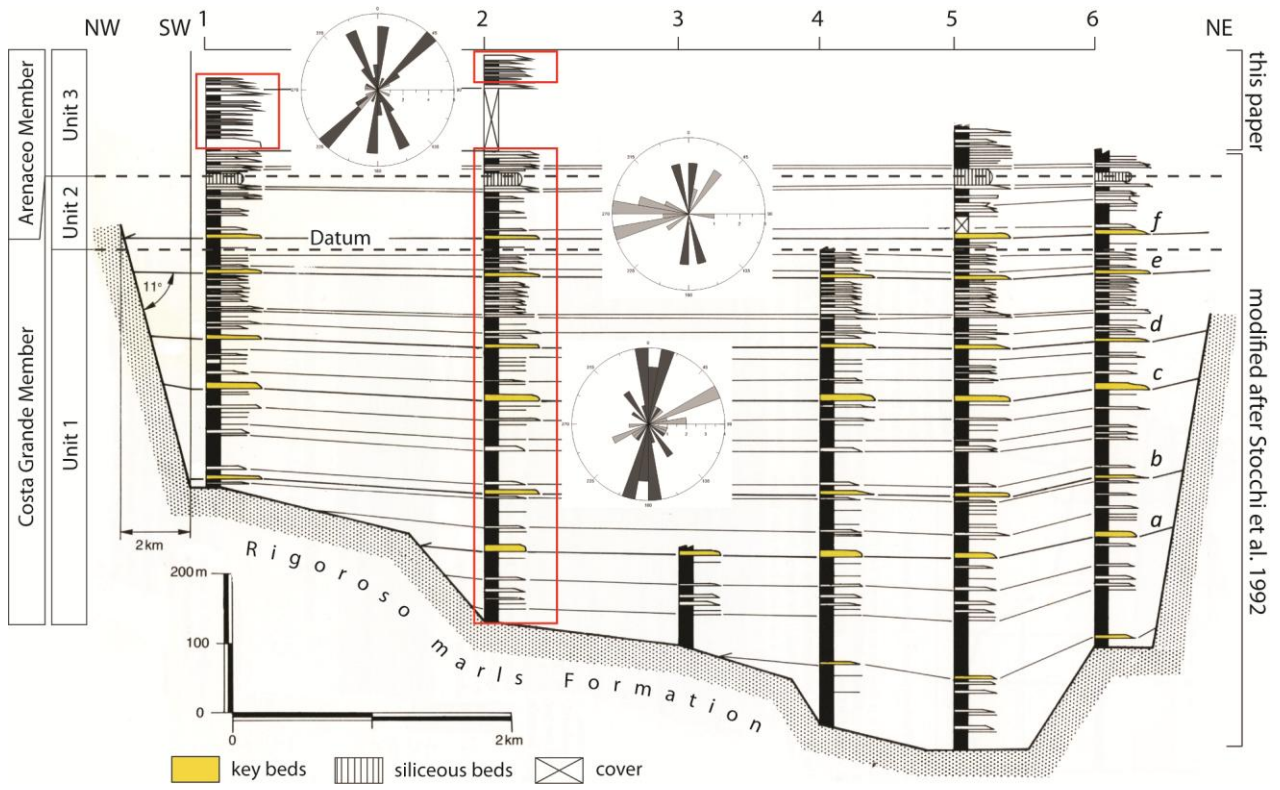 NW SW 1 2 3 4 5 6 NE
Arenaceo Member
Costa Grande Member
Unit 3
Unit 2
Unit 1
this paper
modified after Stocchi et al. 1992
Datum
11°
f
e
d
c
b
a
2 km
Rigoroso marls Formation
200 m
100
0
0 2 km
key beds siliceous beds cover